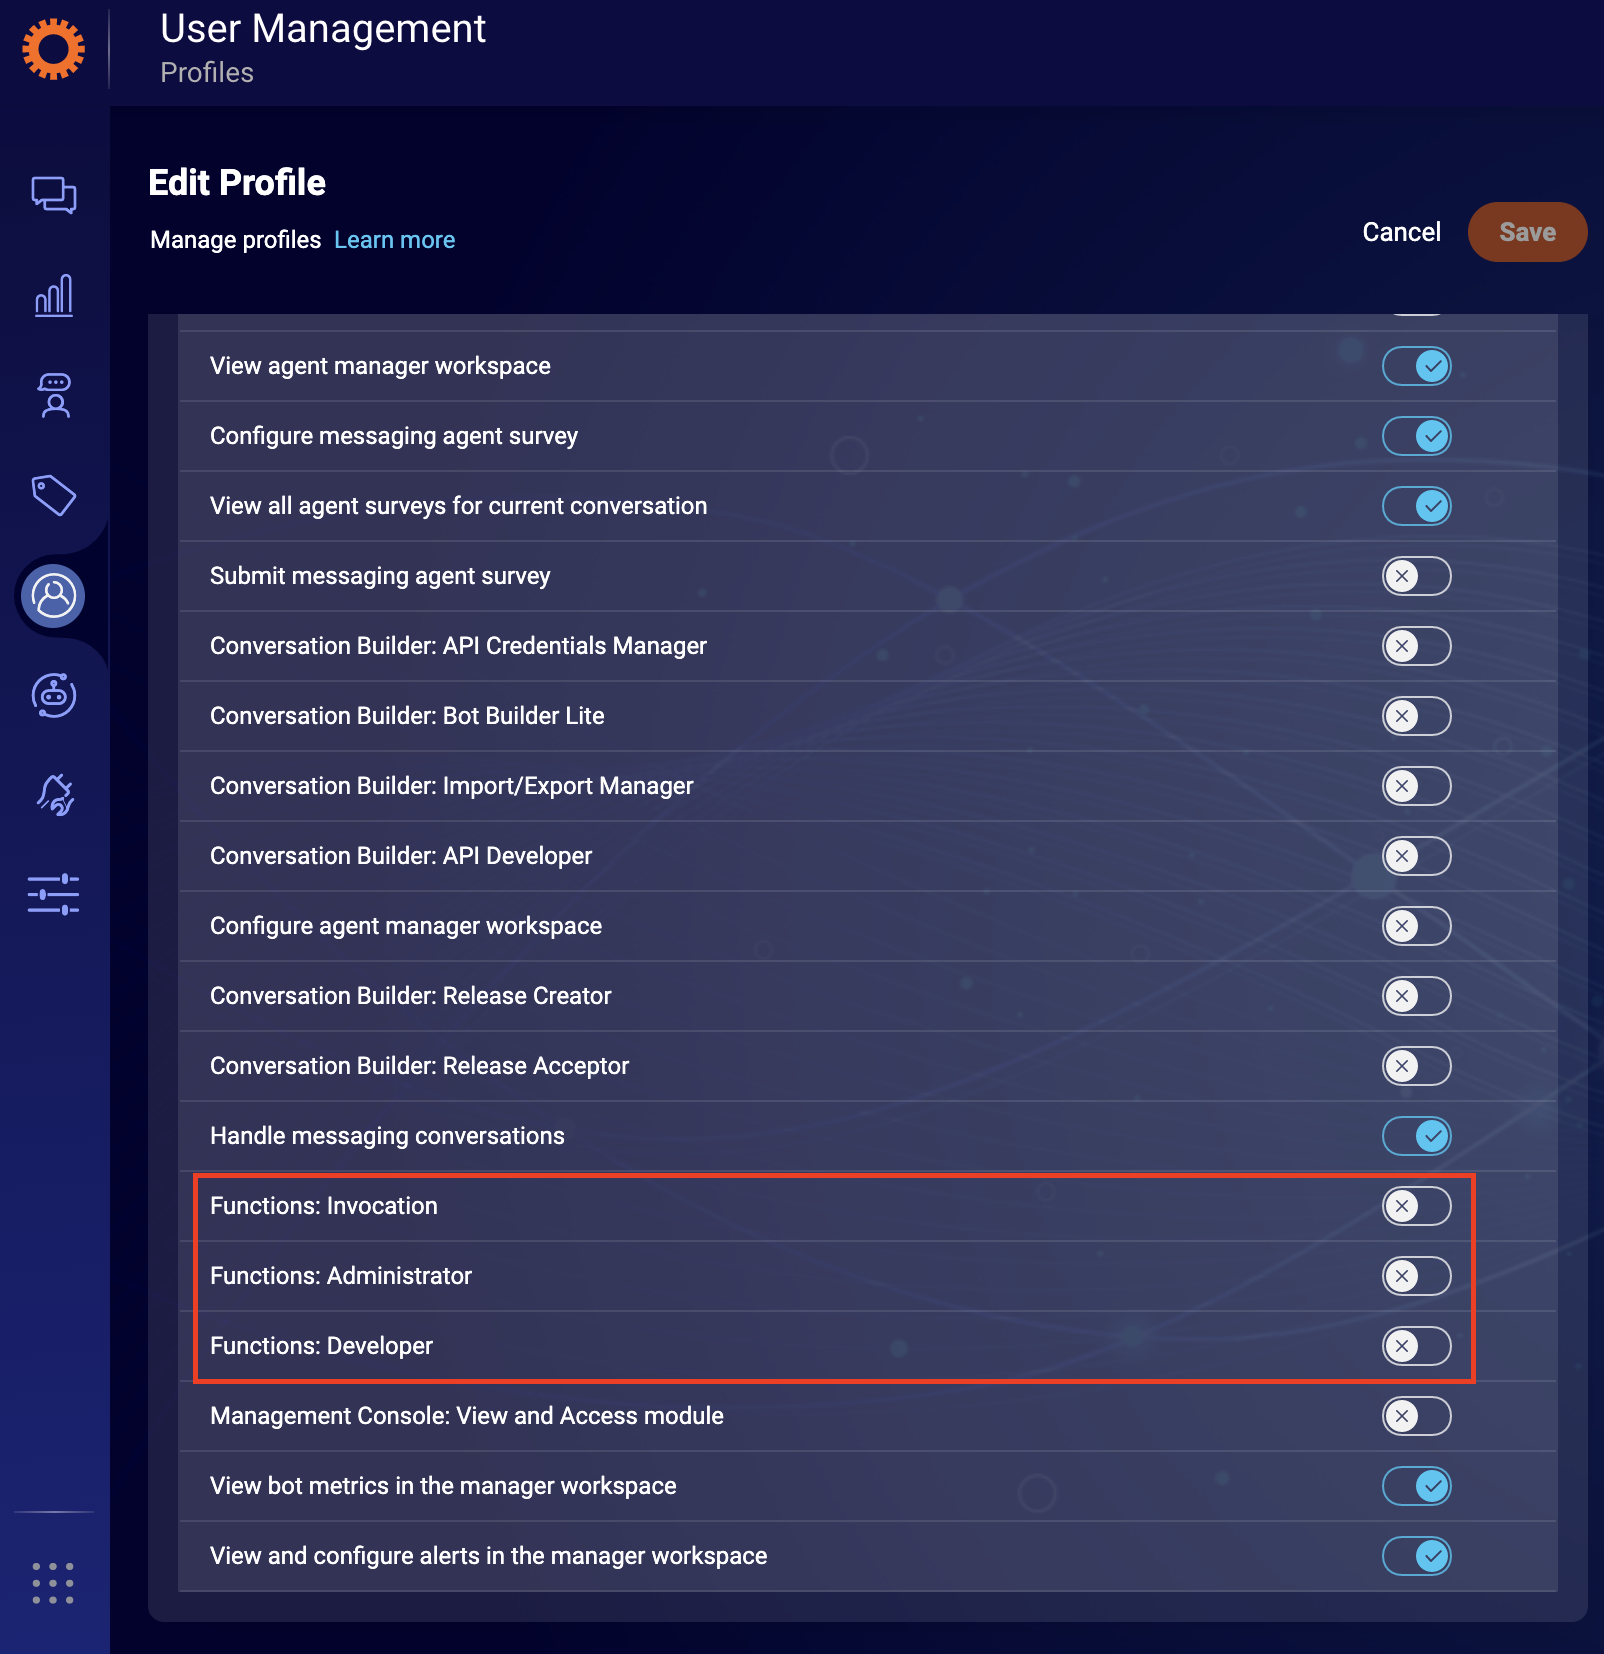 User Management
Profiles
Edit Profile
Manage profiles Learn more
Cancel
Save
View agent manager workspace
Configure messaging agent survey
View all agent surveys for current conversation
Submit messaging agent survey
Conversation Builder: API Credentials Manager
Conversation Builder: Bot Builder Lite
Conversation Builder: Import/Export Manager
Conversation Builder: API Developer
Configure agent manager workspace
Conversation Builder: Release Creator
Conversation Builder: Release Acceptor
Handle messaging conversations
Functions: Invocation
Functions: Administrator
Functions: Developer
Management Console: View and Access module
View bot metrics in the manager workspace
View and configure alerts in the manager workspace